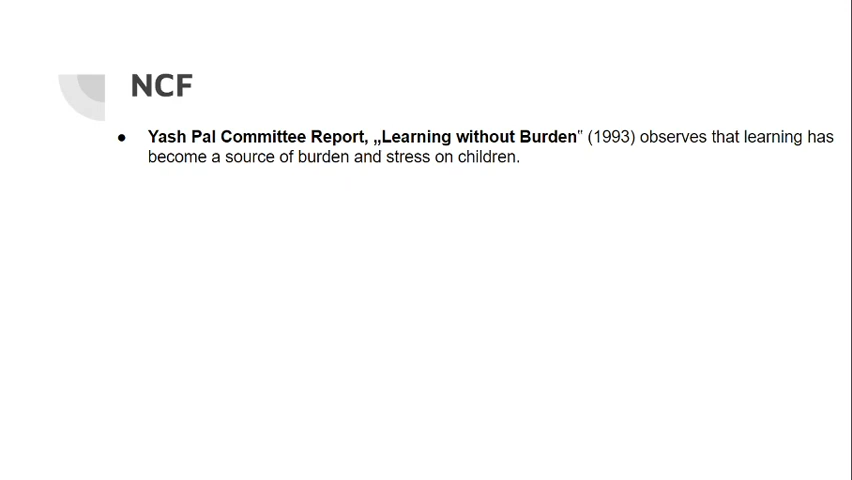 NCF
● Yash Pal Committee Report, „Learning without Burden” (1993) observes that learning has
become a source of burden and stress on children.